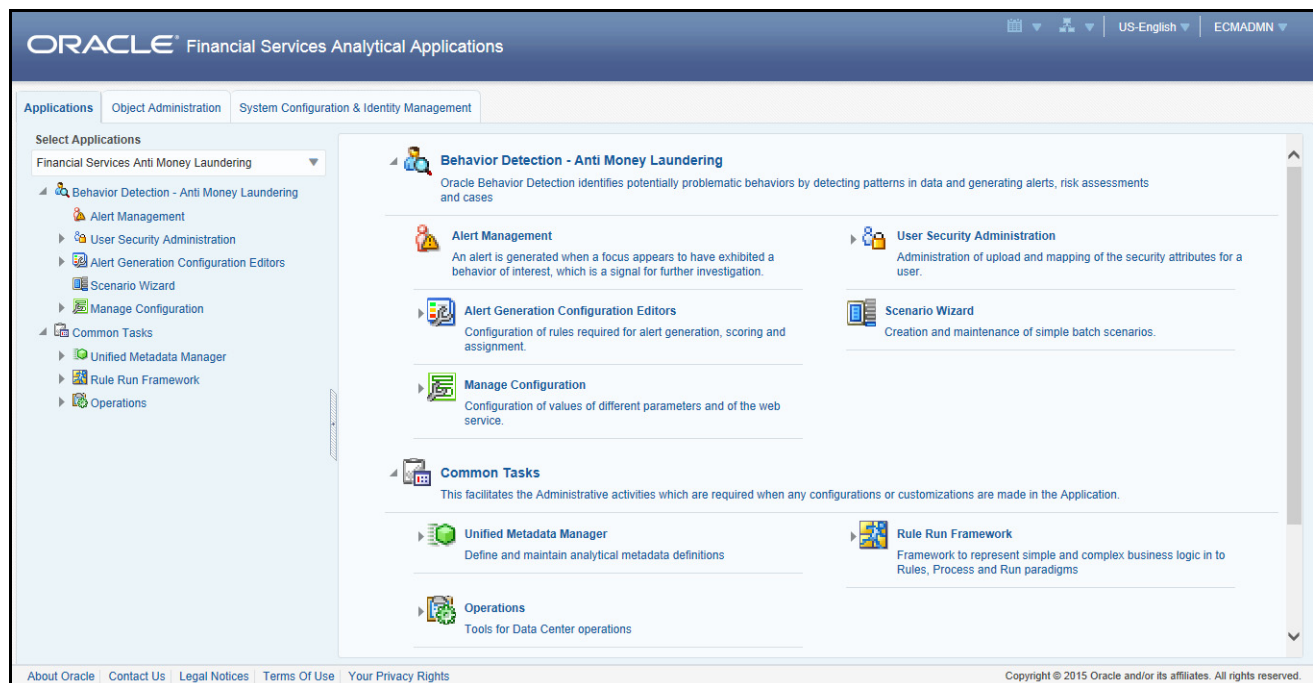 ORACLE® Financial Services Analytical Applications
US-English
ECMADMN
Applications
Object Administration
System Configuration & Identity Management
Select Applications
Financial Services Anti Money Laundering
Behavior Detection - Anti Money Laundering
Alert Management
User Security Administration
Alert Generation Configuration Editors
Scenario Wizard
Manage Configuration
Common Tasks
Unified Metadata Manager
Rule Run Framework
Operations
Behavior Detection - Anti Money Laundering
Oracle Behavior Detection identifies potentially problematic behaviors by detecting patterns in data and generating alerts, risk assessments
and cases
Alert Management
An alert is generated when a focus appears to have exhibited a
behavior of interest, which is a signal for further investigation.
User Security Administration
Administration of upload and mapping of the security attributes for a
user.
Alert Generation Configuration Editors
Configuration of rules required for alert generation, scoring and
assignment.
Scenario Wizard
Creation and maintenance of simple batch scenarios.
Manage Configuration
Configuration of values of different parameters and of the web
service.
Common Tasks
This facilitates the Administrative activities which are required when any configurations or customizations are made in the Application.
Unified Metadata Manager
Define and maintain analytical metadata definitions
Rule Run Framework
Framework to represent simple and complex business logic in to
Rules, Process and Run paradigms
Operations
Tools for Data Center operations
About Oracle
Contact Us
Legal Notices
Terms Of Use
Your Privacy Rights
Copyright © 2015 Oracle and/or its affiliates. All rights reserved.